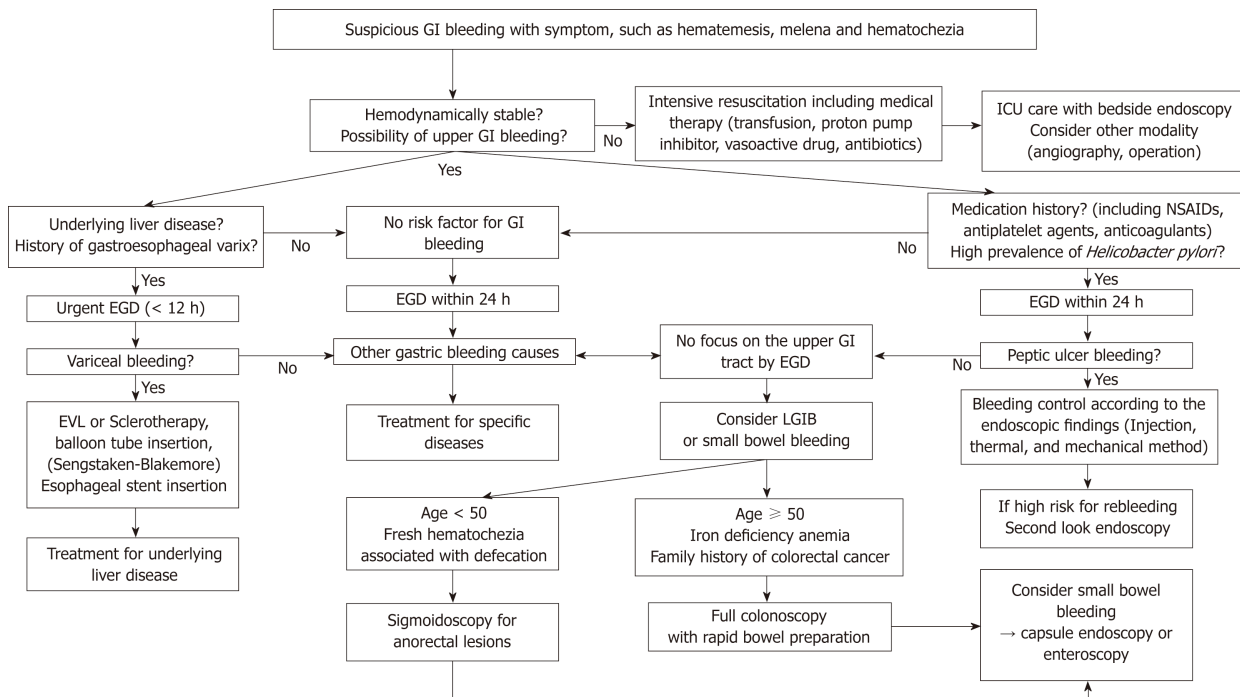 Suspicious GI bleeding with symptom, such as hematemesis, melena and hematochezia
Hemodynamically stable?
Possibility of upper GI bleeding?
No
Intensive resuscitation including medical
therapy (transfusion, proton pump
inhibitor, vasoactive drug, antibiotics)
ICU care with bedside endoscopy
Consider other modality
(angiography, operation)
Yes
Underlying liver disease?
History of gastroesophageal varix?
No
No risk factor for GI
bleeding
No
Medication history? (including NSAIDs,
antiplatelet agents, anticoagulants)
High prevalence of Helicobacter pylori?
Yes
Urgent EGD (< 12 h)
EGD within 24 h
Yes
EGD within 24 h
Variceal bleeding?
No
Other gastric bleeding causes
No focus on the upper GI
tract by EGD
No
Peptic ulcer bleeding?
Yes
EVL or Sclerotherapy,
balloon tube insertion,
(Sengstaken-Blakemore)
Esophageal stent insertion
Treatment for specific
diseases
Consider LGIB
or small bowel bleeding
Yes
Bleeding control according to the
endoscopic findings (Injection,
thermal, and mechanical method)
Treatment for underlying
liver disease
Age < 50
Fresh hematochezia
associated with defecation
Age ⩾ 50
Iron deficiency anemia
Family history of colorectal cancer
If high risk for rebleeding
Second look endoscopy
Sigmoidoscopy for
anorectal lesions
Full colonoscopy
with rapid bowel preparation
Consider small bowel
bleeding
→ capsule endoscopy or
enteroscopy